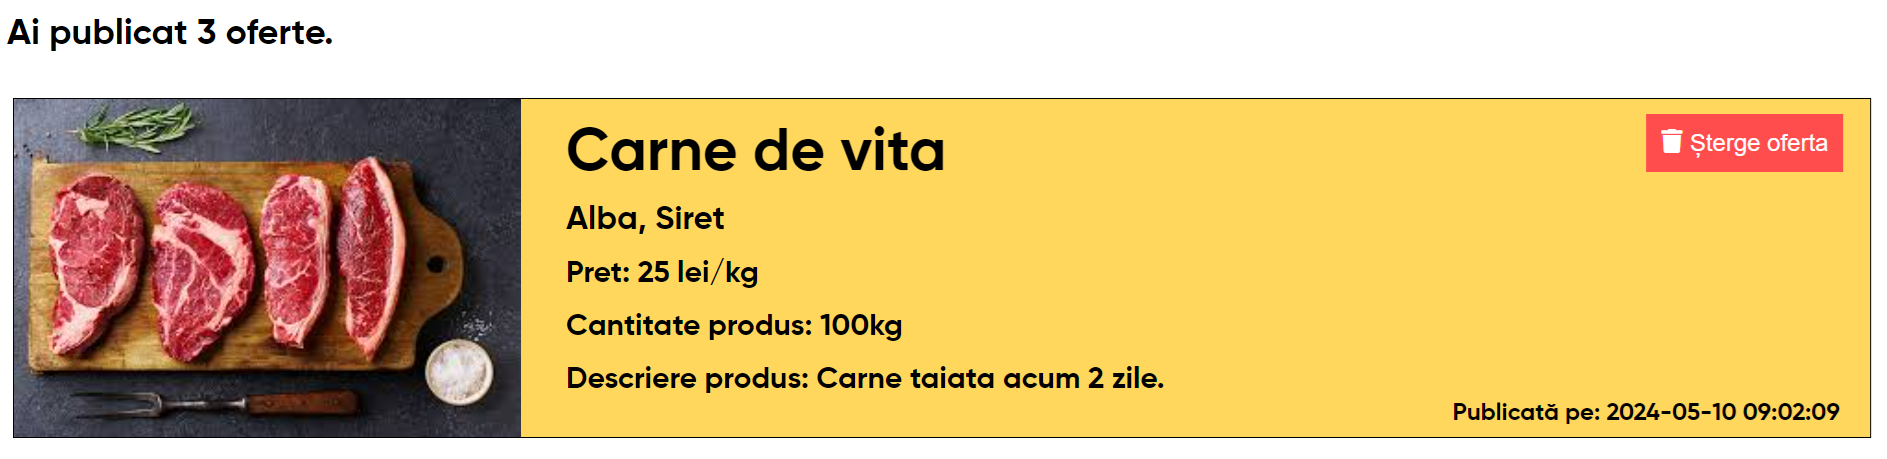 Ai publicat 3 oferte.
Carne de vita
Șterge oferta
Alba, Siret
Pret: 25 lei/kg
Cantitate produs: 100kg
Descriere produs: Carne taiata acum 2 zile.
Publicată pe: 2024-05-10 09:02:09